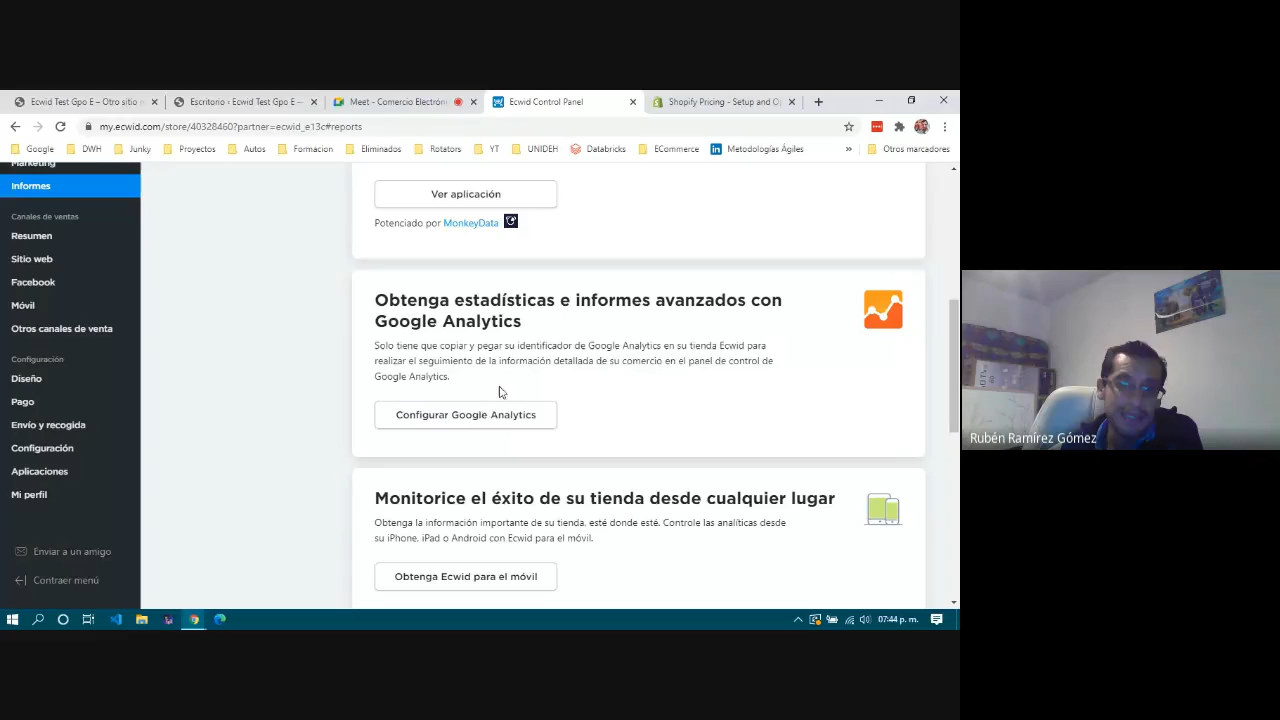 Ecwid Test Gpo E – Otro sitio
Escritorio ‹ Ecwid Test Gpo E —
Meet - Comercio Electróni
Ecwid Control Panel
Shopify Pricing - Setup and O
my.ecwid.com/store/40328460?partner=ecwid_e13c#reports
Google
DWH
Junky
Proyectos
Autos
Formacion
Eliminados
Rotators
YT
UNIDEH
Databricks
ECommerce
Metodologías Ágiles
»
Otros marcadores
Marketing
Informes
Canales de ventas
Resumen
Sitio web
Facebook
Móvil
Otros canales de venta
Configuración
Diseño
Pago
Envío y recogida
Configuración
Aplicaciones
Mi perfil
Enviar a un amigo
Contraer menú
Ver aplicación
Potenciado por MonkeyData
Obtenga estadísticas e informes avanzados con
Google Analytics
Solo tiene que copiar y pegar su identificador de Google Analytics en su tienda Ecwid para
realizar el seguimiento de la información detallada de su comercio en el panel de control de
Google Analytics.
Configurar Google Analytics
Monitorice el éxito de su tienda desde cualquier lugar
Obtenga la información importante de su tienda, esté donde esté. Controle las analíticas desde
su iPhone, iPad o Android con Ecwid para el móvil.
Obtenga Ecwid para el móvil
07:44 p. m.
Rubén Ramírez Gómez